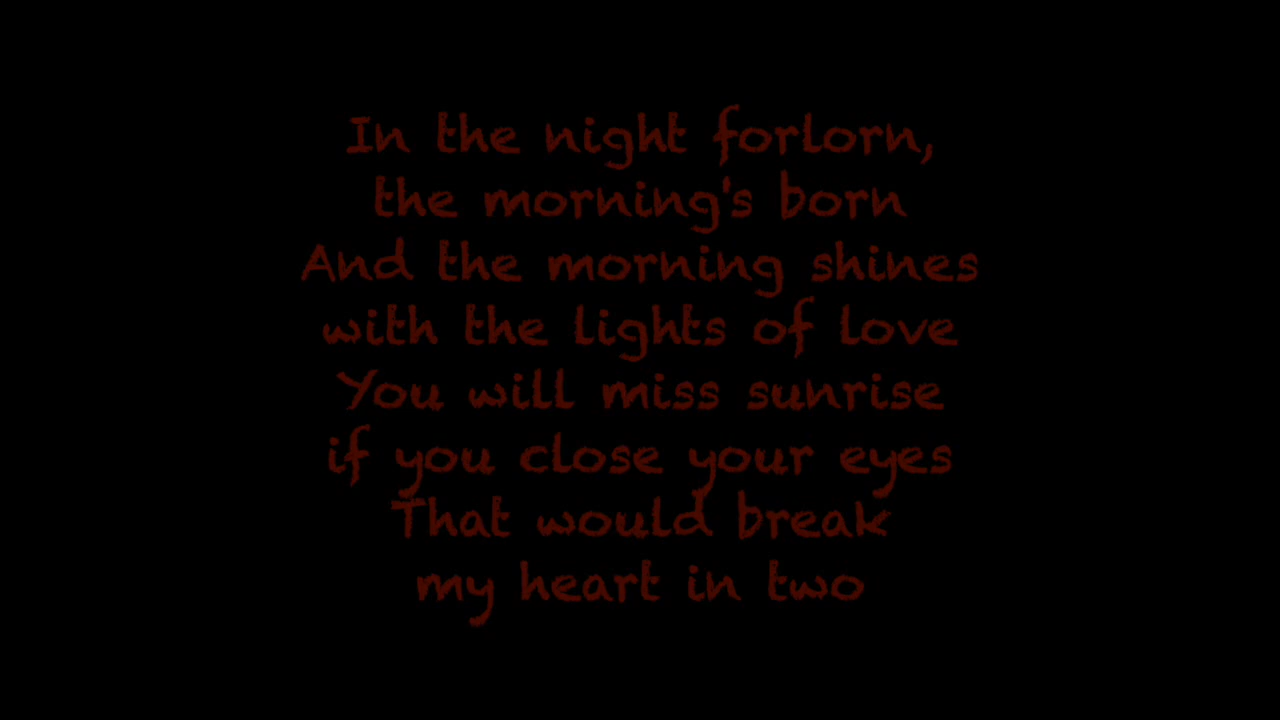 In the night forlorn,
the morning's born
And the morning shines
with the lights of love
You will miss sunrise
if you close your eyes
That would break
my heart in two